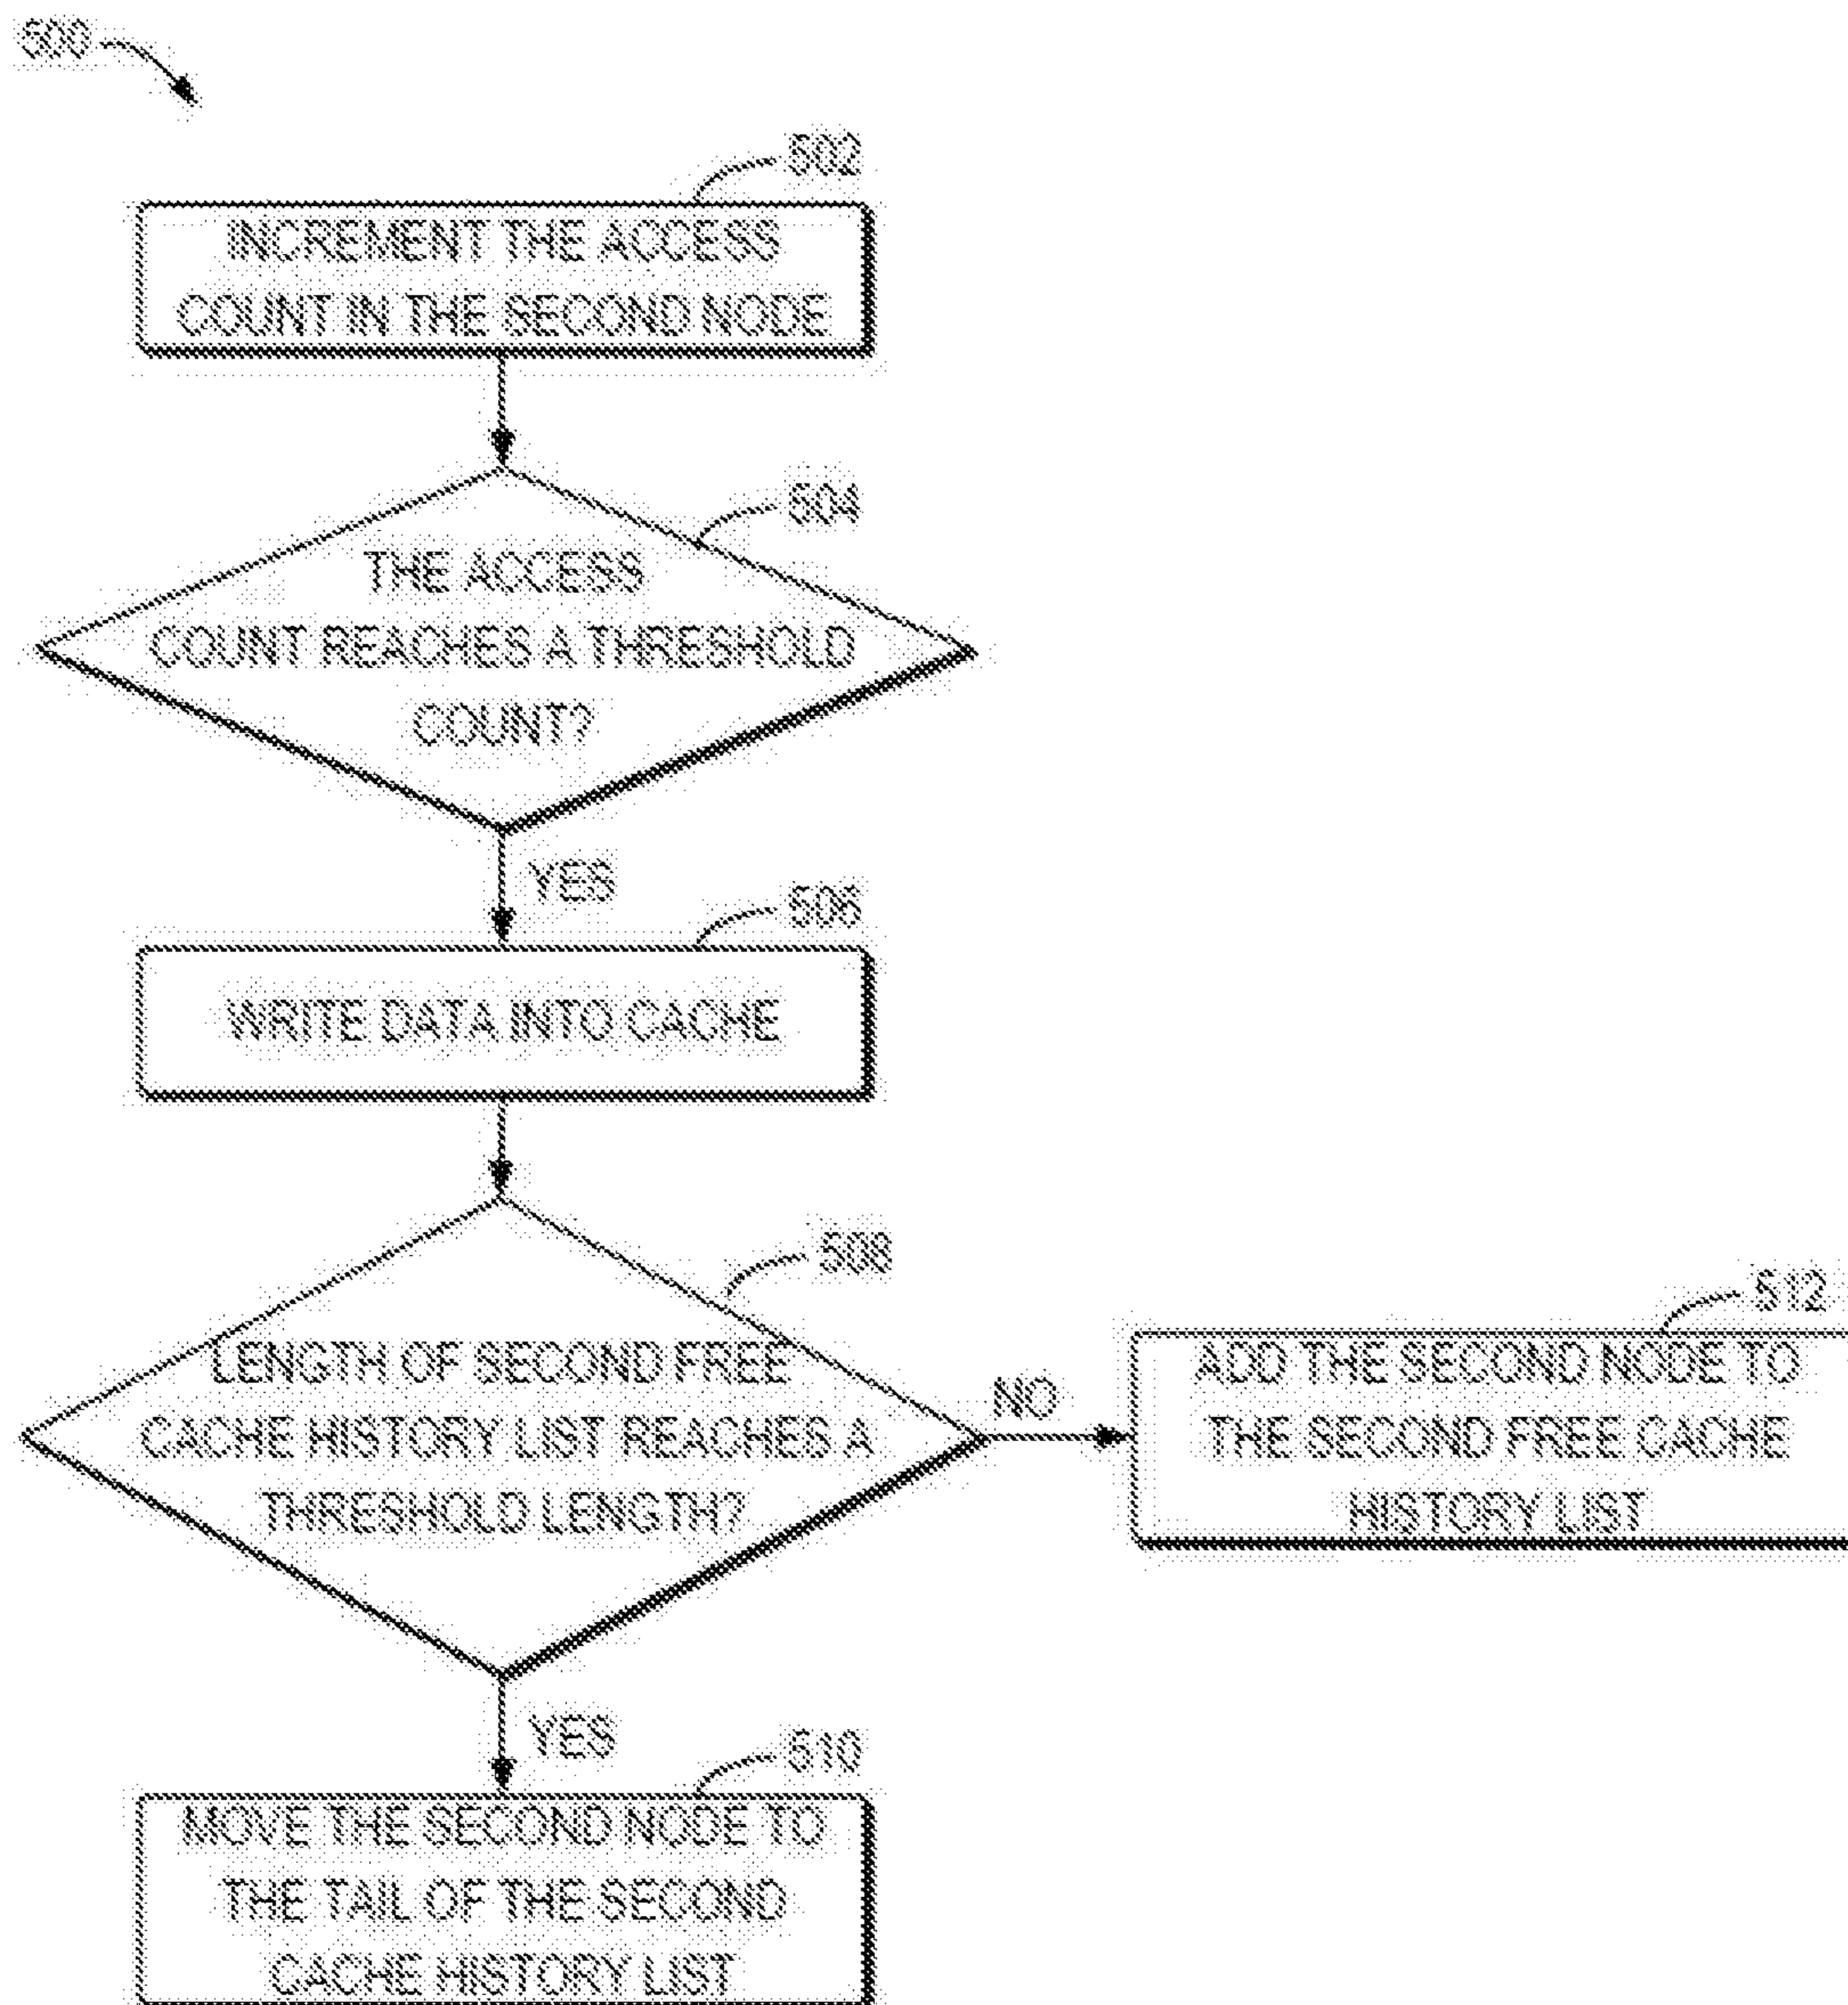 500
502
INCREMENT THE ACCESS
COUNT IN THE SECOND NODE
504
THE ACCESS
COUNT REACHES A THRESHOLD
COUNT?
YES
506
WRITE DATA INTO CACHE
508
LENGTH OF SECOND FREE
CACHE HISTORY LIST REACHES A
THRESHOLD LENGTH?
NO
512
ADD THE SECOND NODE TO
THE SECOND FREE CACHE
HISTORY LIST
YES
510
MOVE THE SECOND NODE TO
THE TAIL OF THE SECOND
CACHE HISTORY LIST